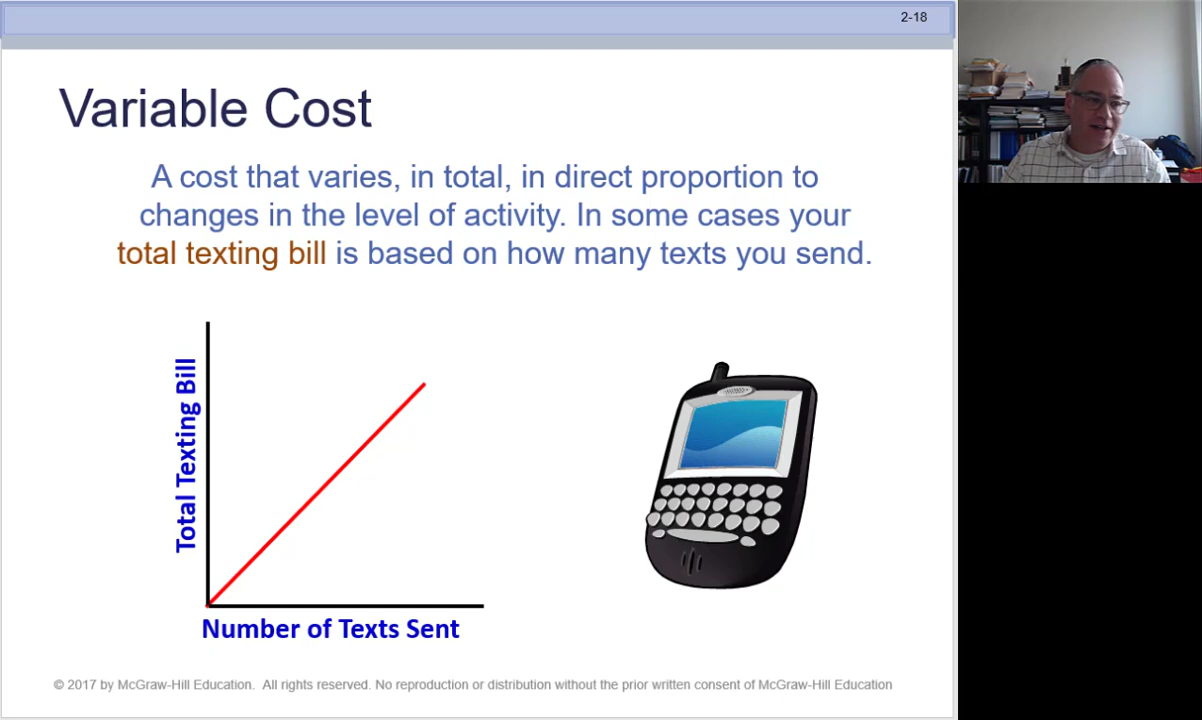 2-18
Variable Cost
A cost that varies, in total, in direct proportion to
changes in the level of activity. In some cases your
total texting bill is based on how many texts you send.
Total Texting Bill
Number of Texts Sent
© 2017 by McGraw-Hill Education. All rights reserved. No reproduction or distribution without the prior written consent of McGraw-Hill Education